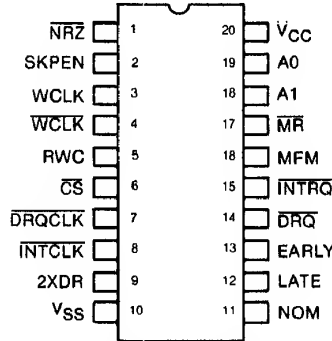 NRZ 1 20 VCC
SKPEN 2 19 A0
WCLK 3 18 A1
WCLK 4 17 MR
RWC 5 16 MFM
CS 6 15 INTRQ
DRQCLK 7 14 DRQ
INTCLK 8 13 EARLY
2XDR 9 12 LATE
VSS 10 11 NOM